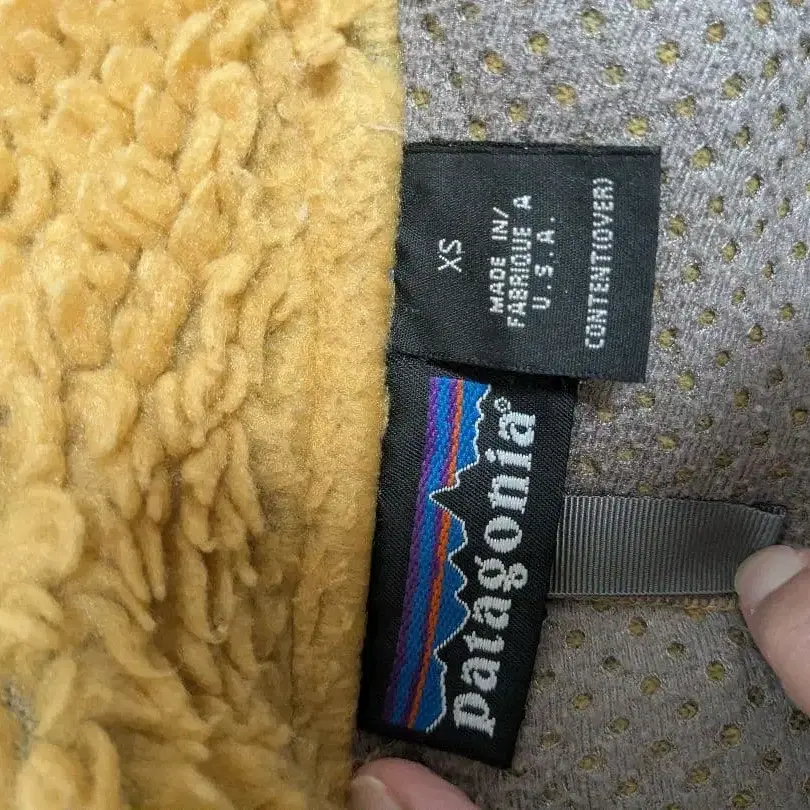 XS
MADE IN/
FABRIQUE A
U.S.A.
CONTENT(OVER)
patagonia®